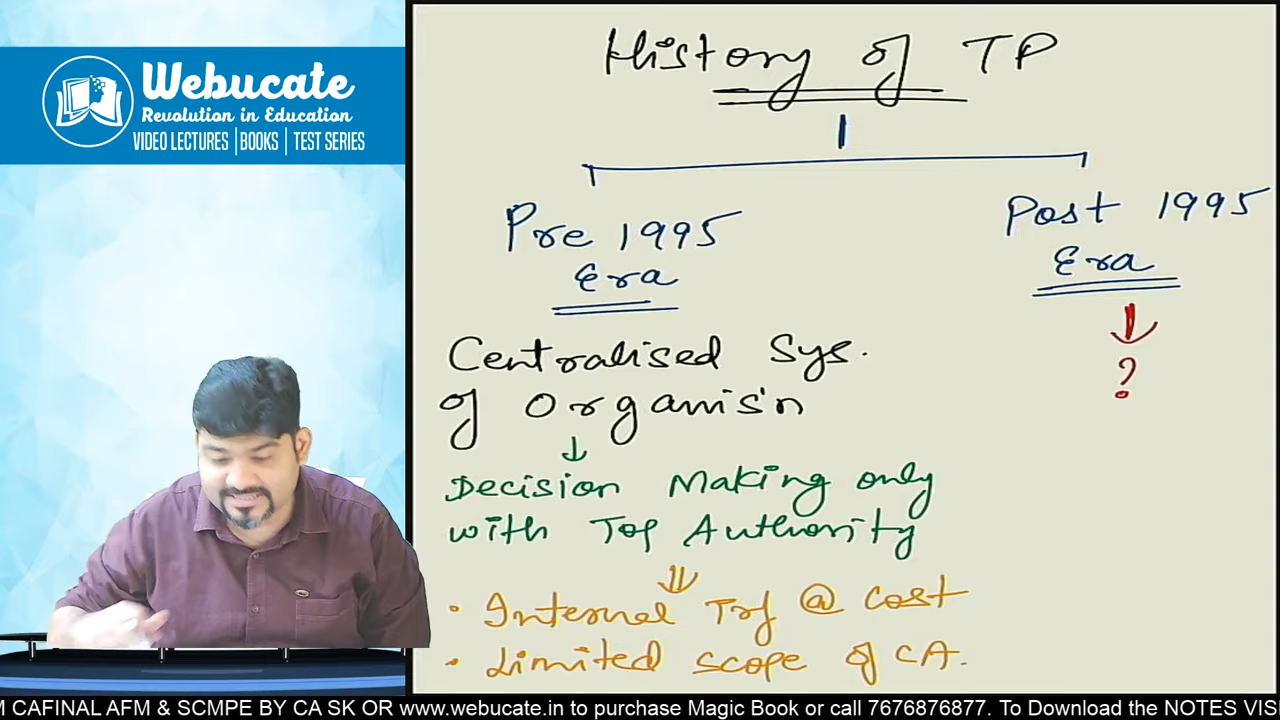 Webucate
Revolution in Education
VIDEO LECTURES | BOOKS | TEST SERIES
History of TP
Pre 1995
Era
Post 1995
Era
?
Centralised Sys.
of Organis'n
Decision Making only
with Top Authority
• Internal Trf @ Cost
• Limited scope of CA.
M CAFINAL AFM & SCMPE BY CA SK OR www.webucate.in to purchase Magic Book or call 7676876877. To Download the NOTES VIS